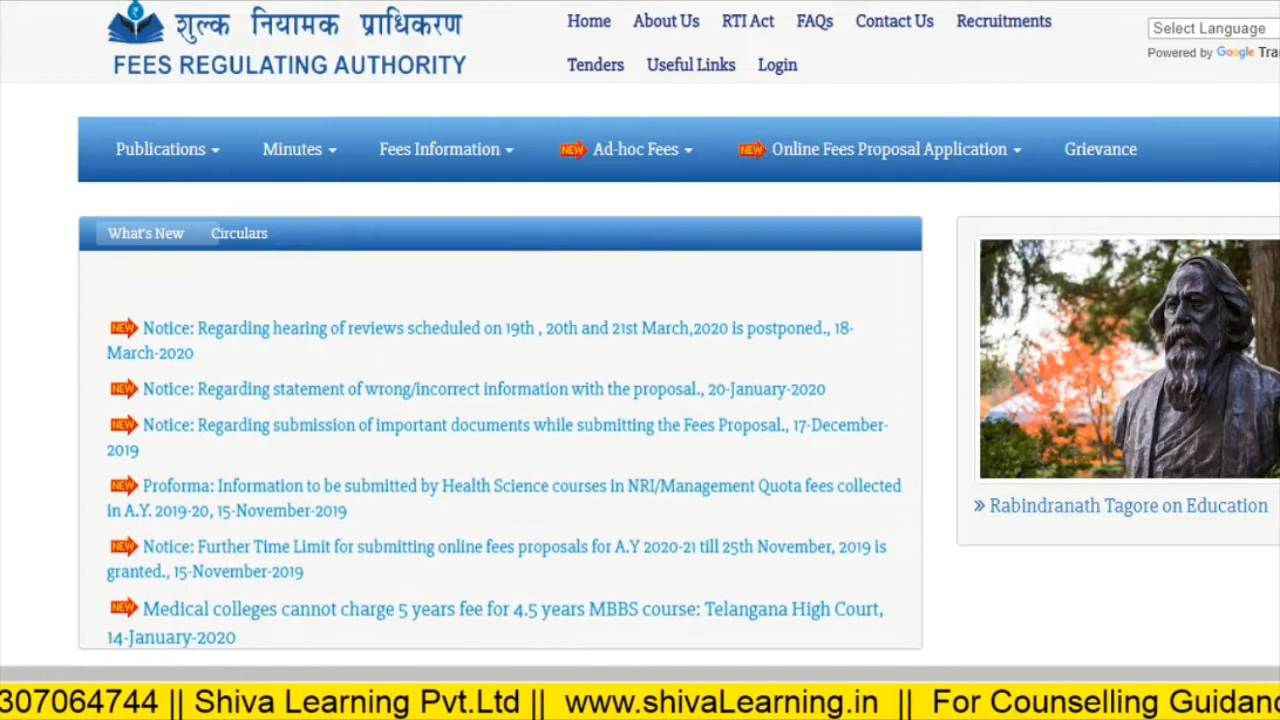 शुल्क नियामक प्राधिकरण
FEES REGULATING AUTHORITY
Home About Us RTI Act FAQs Contact Us Recruitments
Tenders Useful Links Login
Select Language
Powered by Google Tra
Publications Minutes Fees Information NEW Ad-hoc Fees NEW Online Fees Proposal Application Grievance
What's New Circulars
NEW Notice: Regarding hearing of reviews scheduled on 19th , 20th and 21st March,2020 is postponed., 18-
March-2020
NEW Notice: Regarding statement of wrong/incorrect information with the proposal., 20-January-2020
NEW Notice: Regarding submission of important documents while submitting the Fees Proposal., 17-December-
2019
NEW Proforma: Information to be submitted by Health Science courses in NRI/Management Quota fees collected
in A.Y. 2019-20, 15-November-2019
NEW Notice: Further Time Limit for submitting online fees proposals for A.Y 2020-21 till 25th November, 2019 is
granted., 15-November-2019
NEW Medical colleges cannot charge 5 years fee for 4.5 years MBBS course: Telangana High Court,
14-January-2020
» Rabindranath Tagore on Education
307064744 || Shiva Learning Pvt.Ltd || www.shivaLearning.in || For Counselling Guidanc